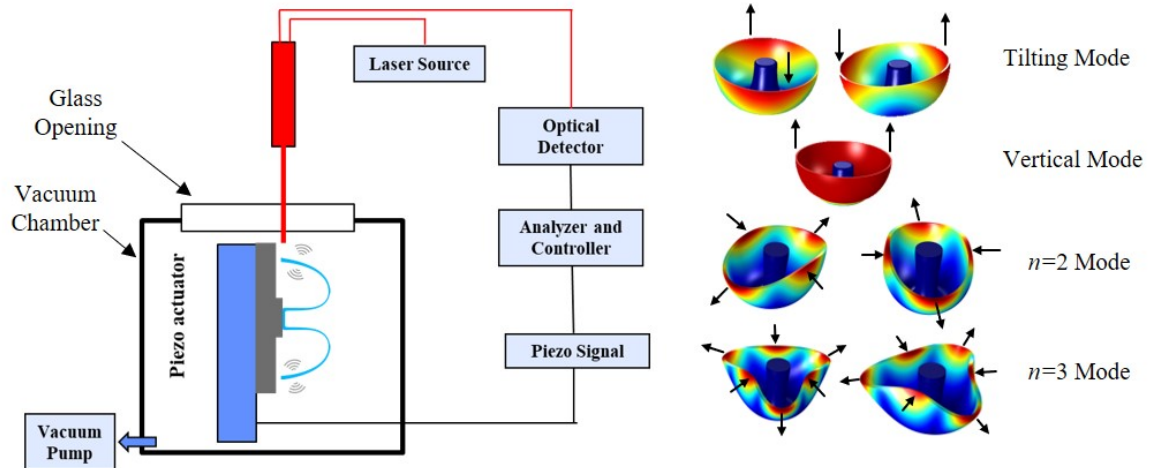 Laser Source
Glass
Opening
Optical
Detector
Vacuum
Chamber
Analyzer and
Controller
Piezo actuator
Piezo Signal
Vacuum
Pump
Tilting Mode
Vertical Mode
n=2 Mode
n=3 Mode